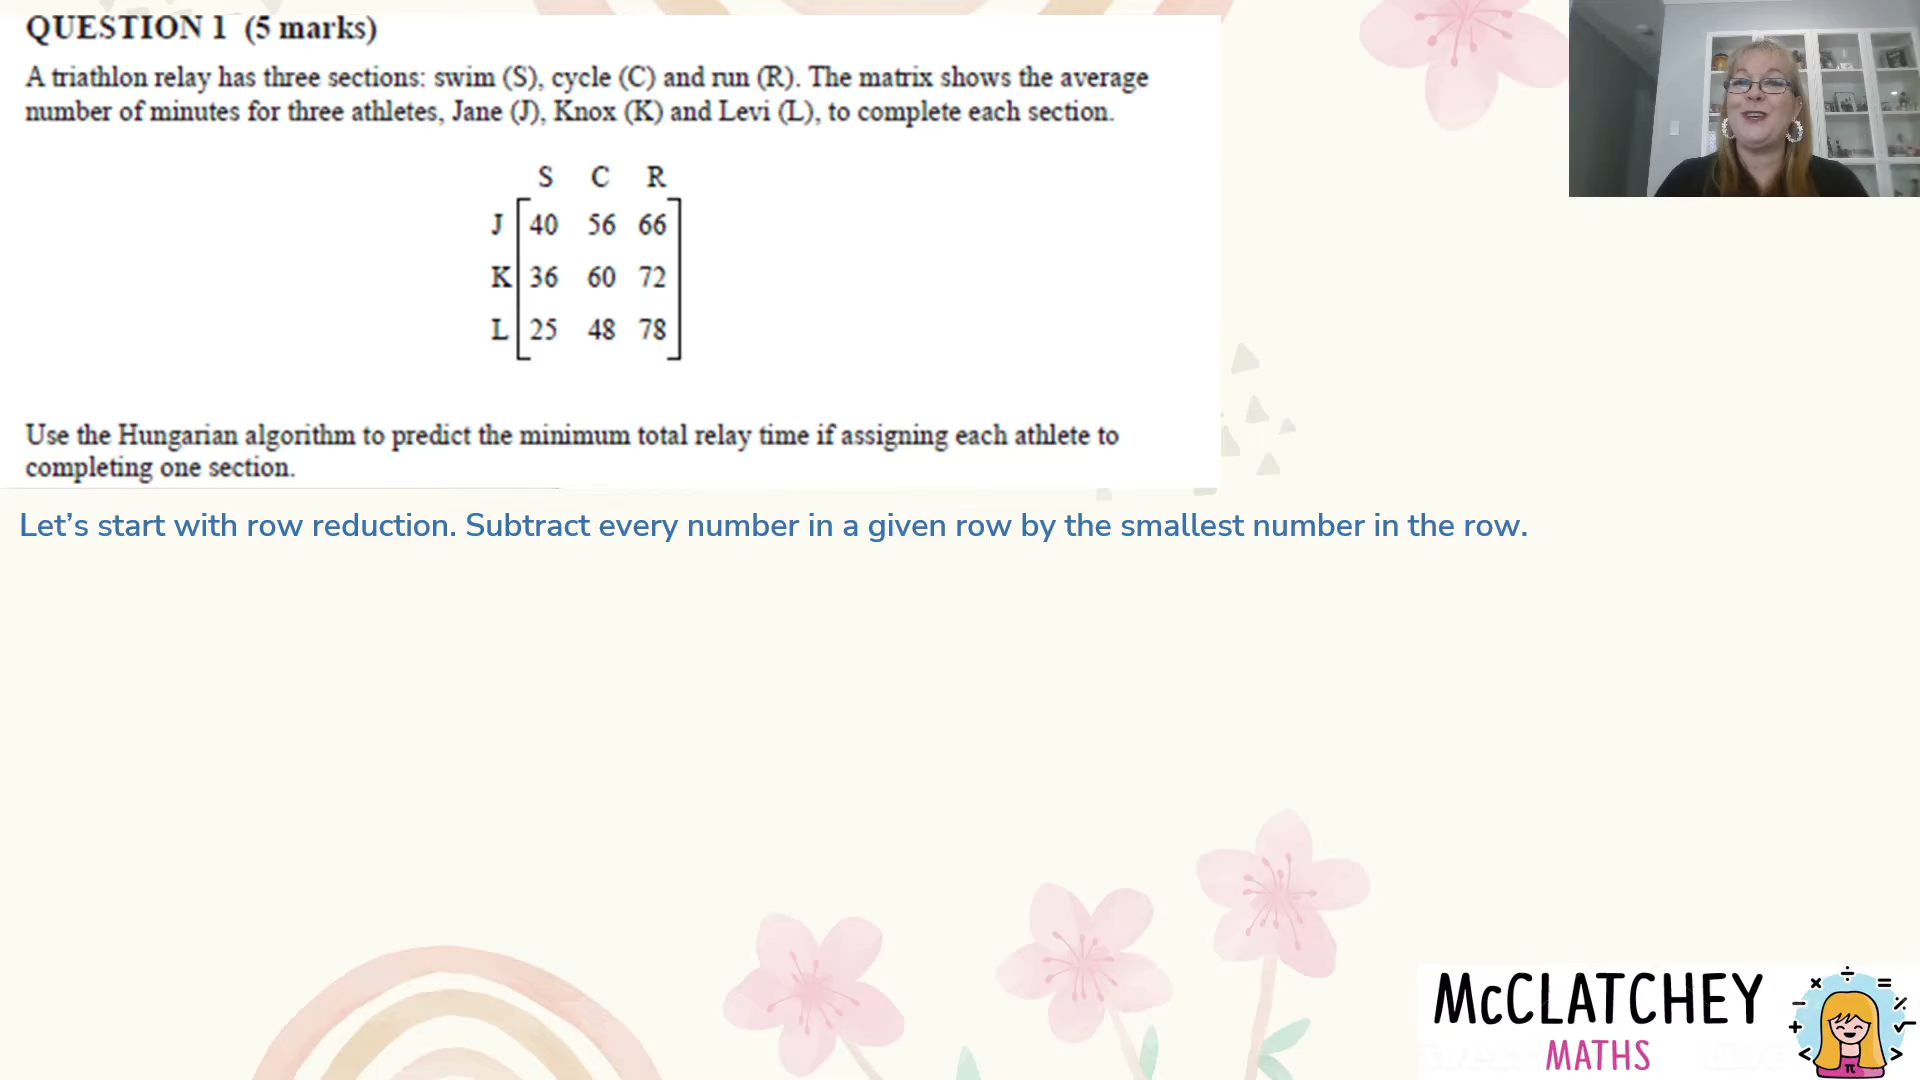 QUESTION 1 (5 marks)
A triathlon relay has three sections: swim (S), cycle (C) and run (R). The matrix shows the average
number of minutes for three athletes, Jane (J), Knox (K) and Levi (L), to complete each section.
S C R
J 40 56 66
K 36 60 72
L 25 48 78
Use the Hungarian algorithm to predict the minimum total relay time if assigning each athlete to
completing one section.
Let’s start with row reduction. Subtract every number in a given row by the smallest number in the row.
McCLATCHEY
MATHS
× ÷ = − % + √ < π >